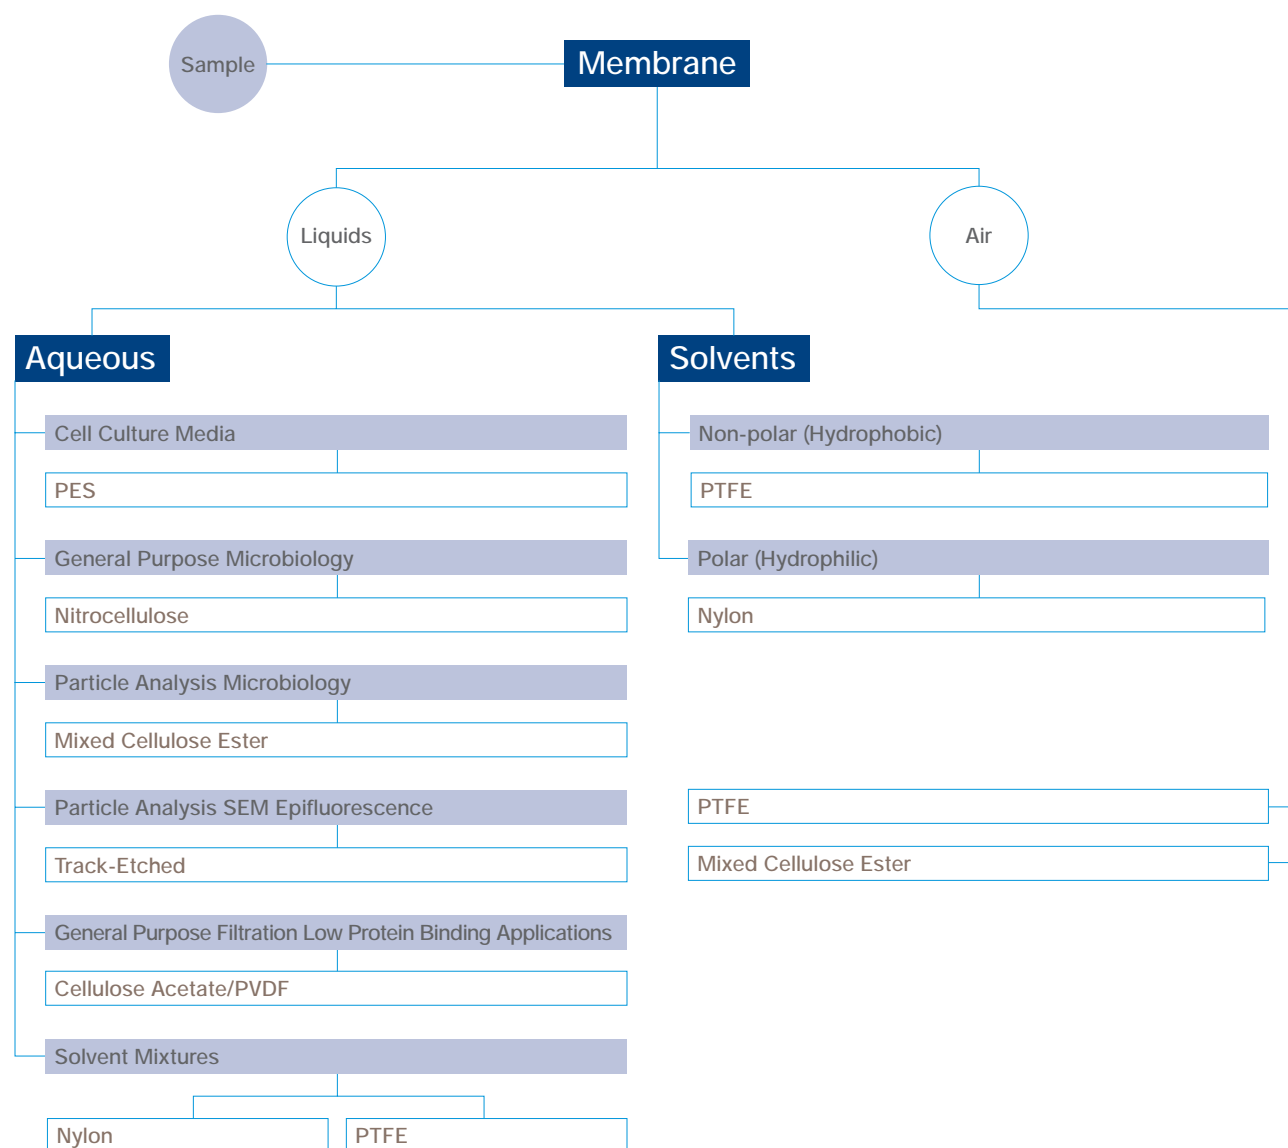 Sample
Membrane
Liquids
Air
Aqueous
Cell Culture Media
PES
General Purpose Microbiology
Nitrocellulose
Particle Analysis Microbiology
Mixed Cellulose Ester
Particle Analysis SEM Epifluorescence
Track-Etched
General Purpose Filtration Low Protein Binding Applications
Cellulose Acetate/PVDF
Solvent Mixtures
Nylon
PTFE
Solvents
Non-polar (Hydrophobic)
PTFE
Polar (Hydrophilic)
Nylon
PTFE
Mixed Cellulose Ester